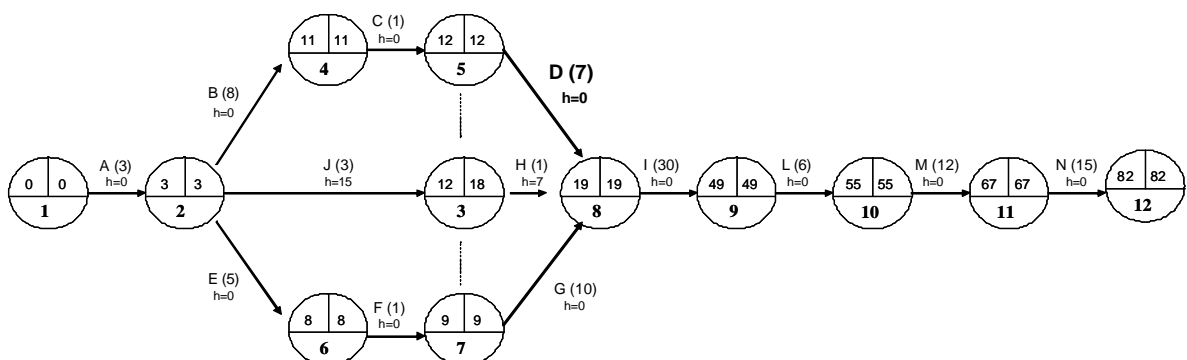 C (1)
h=0
11 11
4
12 12
5
D (7)
h=0
B (8)
h=0
A (3)
h=0
J (3)
h=15
H (1)
h=7
I (30)
h=0
L (6)
h=0
M (12)
h=0
N (15)
h=0
0 0
1
3 3
2
12 18
3
19 19
8
49 49
9
55 55
10
67 67
11
82 82
12
E (5)
h=0
F (1)
h=0
G (10)
h=0
8 8
6
9 9
7